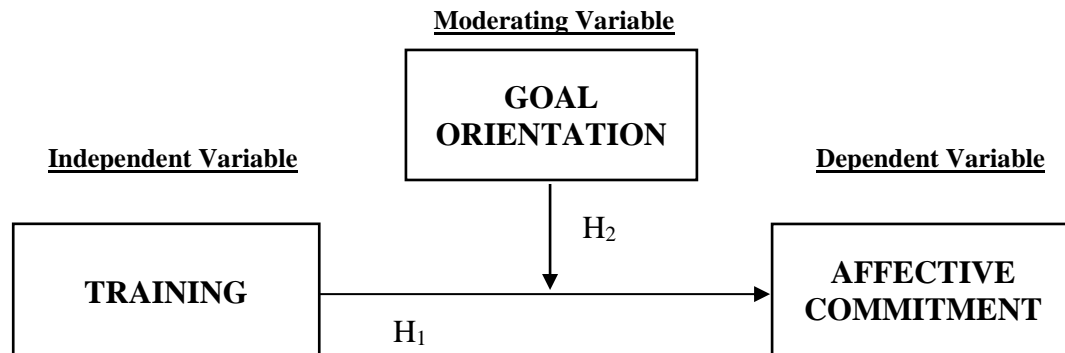 Moderating Variable
GOAL
ORIENTATION
Independent Variable
Dependent Variable
H₂
TRAINING
AFFECTIVE
COMMITMENT
H₁